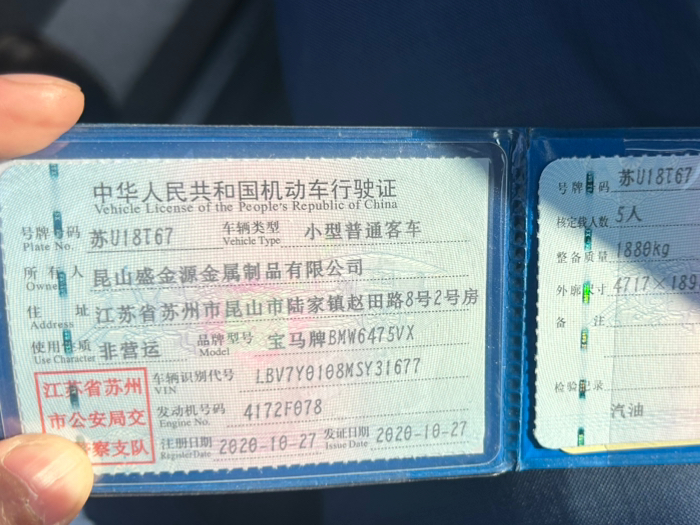 中华人民共和国机动车行驶证
Vehicle License of the People's Republic of China
号牌号码 苏U18T67 车辆类型 小型普通客车
Plate No. Vehicle Type
所有人 昆山盛金源金属制品有限公司
Owner
住址 江苏省苏州市昆山市陆家镇赵田路8号2号房
Address
使用性质 非营运 品牌型号 宝马牌BMW6475VX
Use Character Model
江苏省苏州
市公安局交
警察支队
车辆识别代号 LBV7Y0108MSY31677
VIN
发动机号码 4172F078
Engine No.
注册日期 2020-10-27 发证日期 2020-10-27
Register Date Issue Date
号牌号码 苏U18T67
核定载人数 5人
整备质量 1880kg
外廓尺寸 4717×189
备注
检验记录
汽油